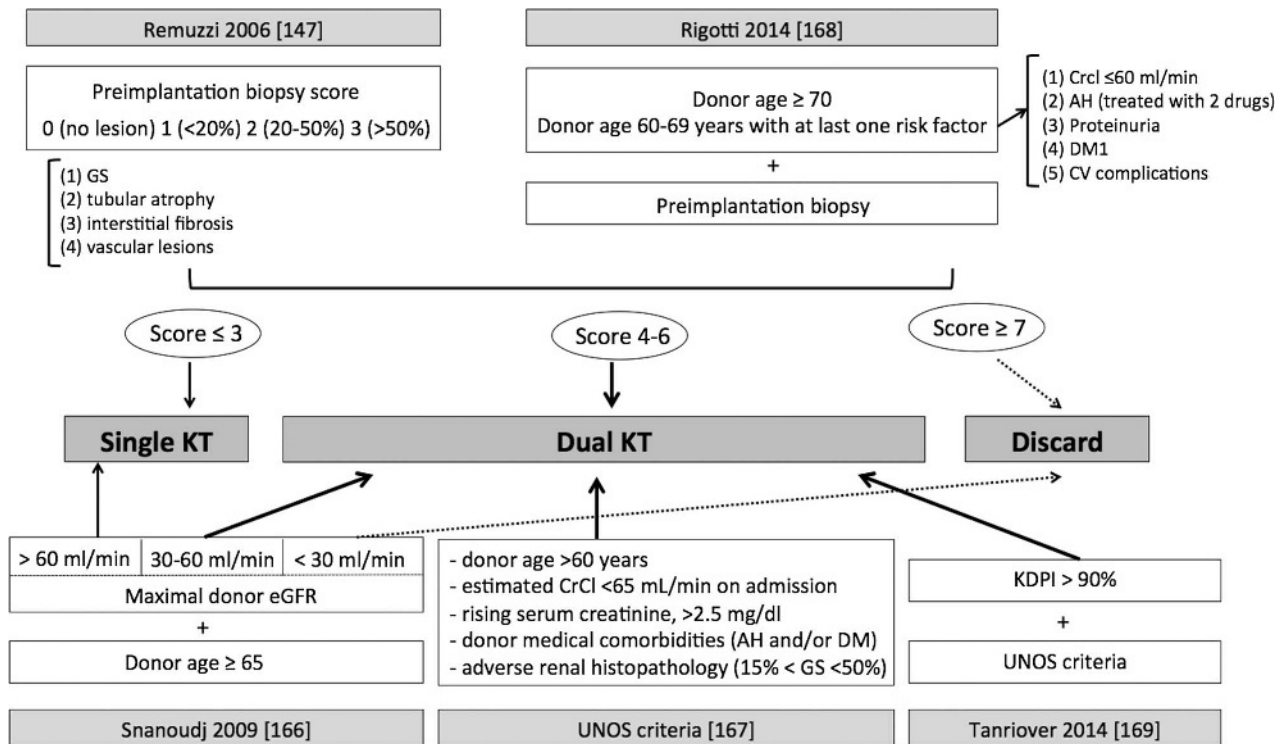 Remuzzi 2006 [147]
Preimplantation biopsy score
0 (no lesion) 1 (<20%) 2 (20-50%) 3 (>50%)
(1) GS
(2) tubular atrophy
(3) interstitial fibrosis
(4) vascular lesions
Rigotti 2014 [168]
Donor age ≥ 70
Donor age 60-69 years with at last one risk factor
+
Preimplantation biopsy
(1) Crcl ≤60 ml/min
(2) AH (treated with 2 drugs)
(3) Proteinuria
(4) DM1
(5) CV complications
Score ≤ 3
Score 4-6
Score ≥ 7
Single KT
Dual KT
Discard
> 60 ml/min
30-60 ml/min
< 30 ml/min
Maximal donor eGFR
+
Donor age ≥ 65
Snanoudj 2009 [166]
- donor age >60 years
- estimated CrCl <65 mL/min on admission
- rising serum creatinine, >2.5 mg/dl
- donor medical comorbidities (AH and/or DM)
- adverse renal histopathology (15% < GS <50%)
UNOS criteria [167]
KDPI > 90%
+
UNOS criteria
Tanriover 2014 [169]